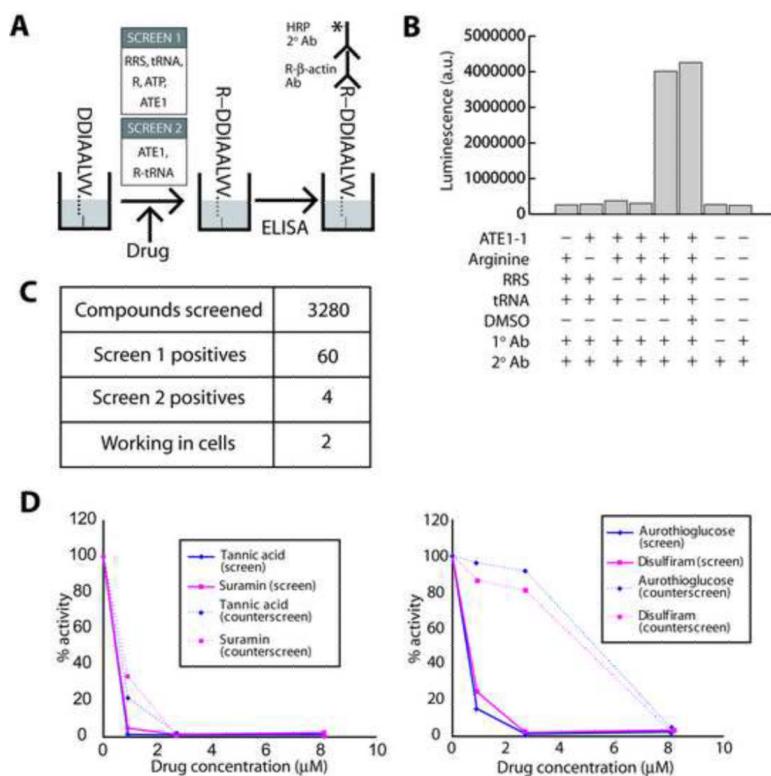 A
SCREEN 1
RRS, tRNA,
R, ATP,
ATE1
SCREEN 2
ATE1,
R-tRNA
DDIAALVV
Drug
R–DDIAALVV
ELISA
HRP *
2° Ab
R-β-actin
Ab
R–DDIAALVV
B
Luminescence (a.u.)
5000000
4000000
3000000
2000000
1000000
0
ATE1-1 − + + + + + − −
Arginine + + + + + + − −
RRS + + − + + + − −
tRNA + + + − + + − −
DMSO − − − − − + − −
1° Ab + + + + + + − +
2° Ab + + + + + + + +
C
Compounds screened 3280
Screen 1 positives 60
Screen 2 positives 4
Working in cells 2
D
% activity
120
100
80
60
40
20
0
0 2 4 6 8 10
Drug concentration (μM)
Tannic acid
(screen)
Suramin (screen)
Tannic acid
(counterscreen)
Suramin
(counterscreen)
% activity
120
100
80
60
40
20
0
0 2 4 6 8 10
Drug concentration (μM)
Aurothioglucose
(screen)
Disulfiram (screen)
Aurothioglucose
(counterscreen)
Disulfiram
(counterscreen)